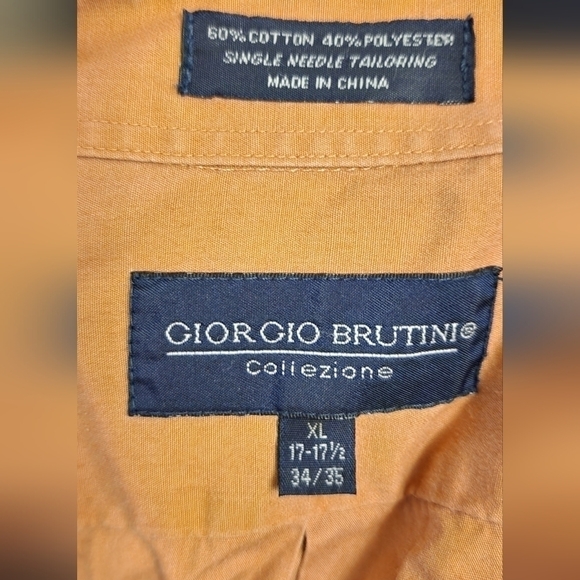 60% COTTON 40% POLYESTER
SINGLE NEEDLE TAILORING
MADE IN CHINA
GIORGIO BRUTINI®
Collezione
XL
17-17½
34/35